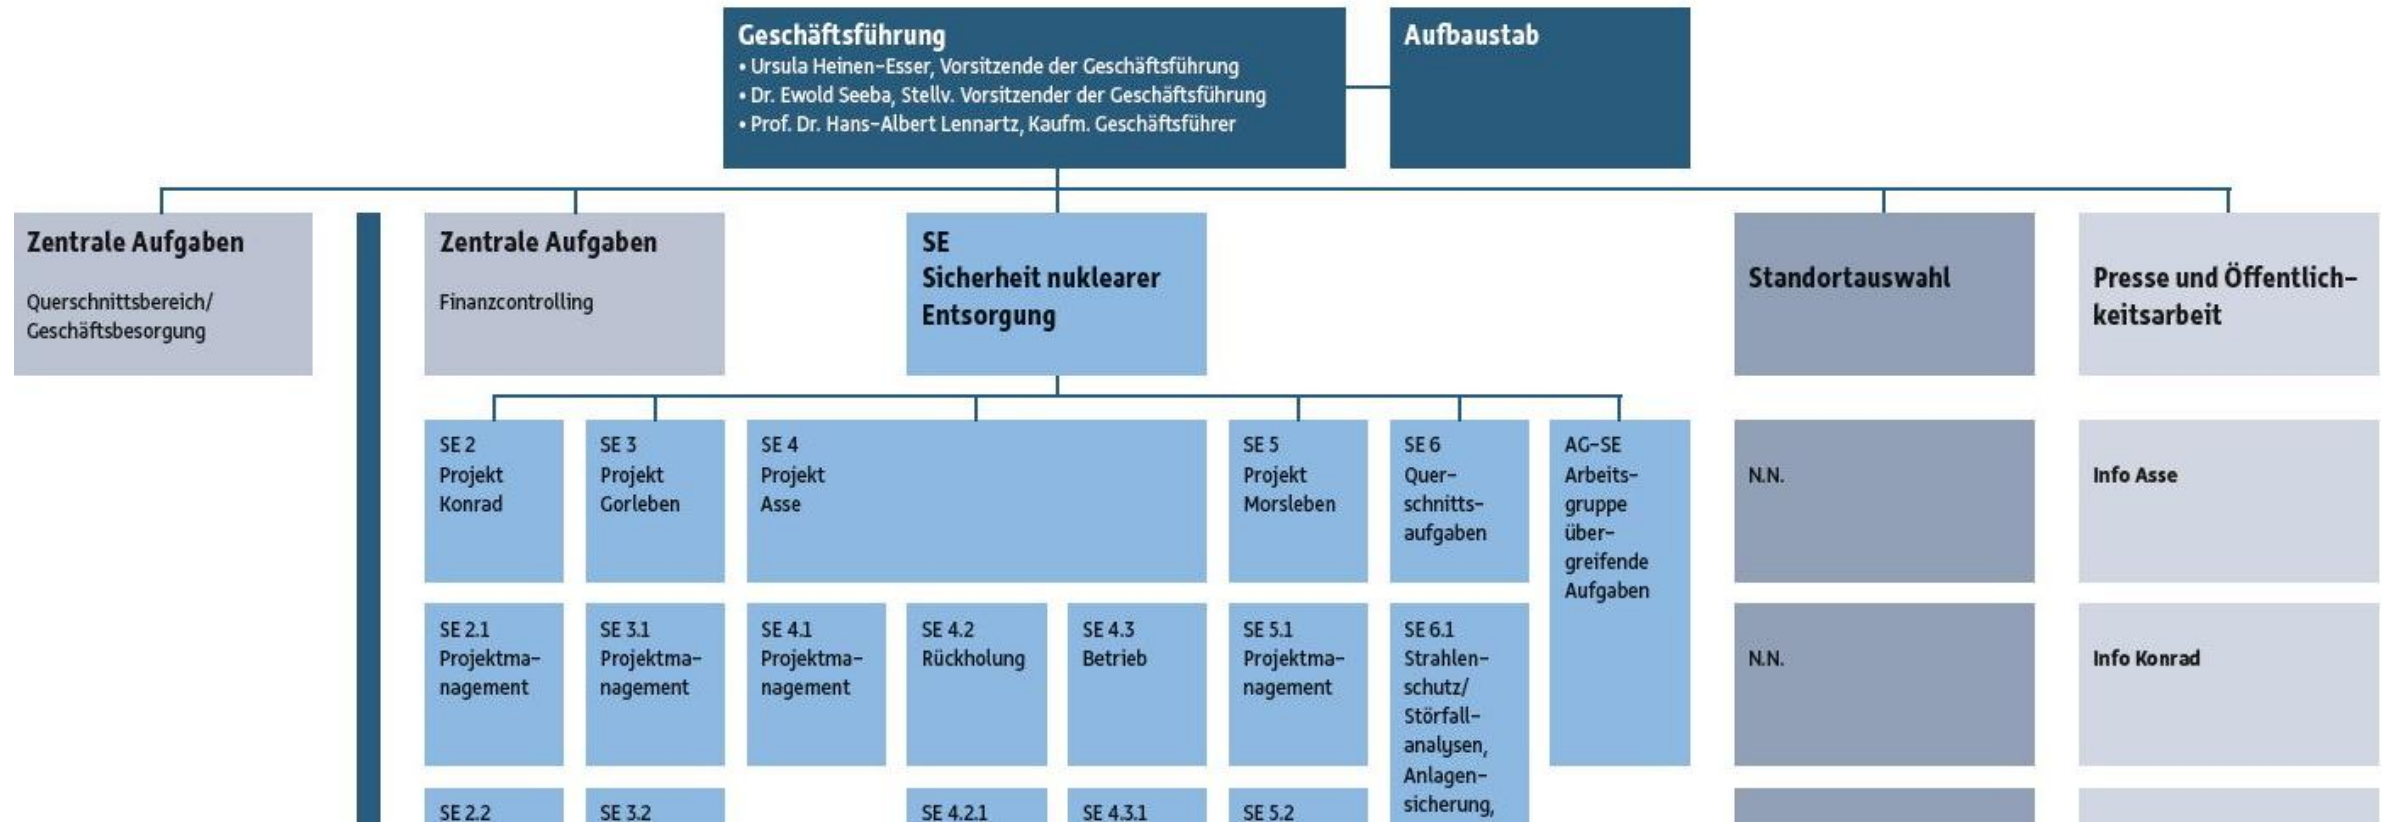 Geschäftsführung
• Ursula Heinen-Esser, Vorsitzende der Geschäftsführung
• Dr. Ewold Seeba, Stellv. Vorsitzender der Geschäftsführung
• Prof. Dr. Hans-Albert Lennartz, Kaufm. Geschäftsführer
Aufbaustab
Zentrale Aufgaben
Querschnittsbereich/
Geschäftsbesorgung
Zentrale Aufgaben
Finanzcontrolling
SE
Sicherheit nuklearer
Entsorgung
Standortauswahl
Presse und Öffentlich-
keitsarbeit
SE 2
Projekt
Konrad
SE 3
Projekt
Gorleben
SE 4
Projekt
Asse
SE 5
Projekt
Morsleben
SE 6
Quer-
schnitts-
aufgaben
AG-SE
Arbeits-
gruppe
über-
greifende
Aufgaben
N.N.
Info Asse
SE 2.1
Projektma-
nagement
SE 3.1
Projektma-
nagement
SE 4.1
Projektma-
nagement
SE 4.2
Rückholung
SE 4.3
Betrieb
SE 5.1
Projektma-
nagement
SE 6.1
Strahlen-
schutz/
Störfall-
analysen,
Anlagen-
sicherung,
N.N.
Info Konrad
SE 2.2
SE 3.2
SE 4.2.1
SE 4.3.1
SE 5.2